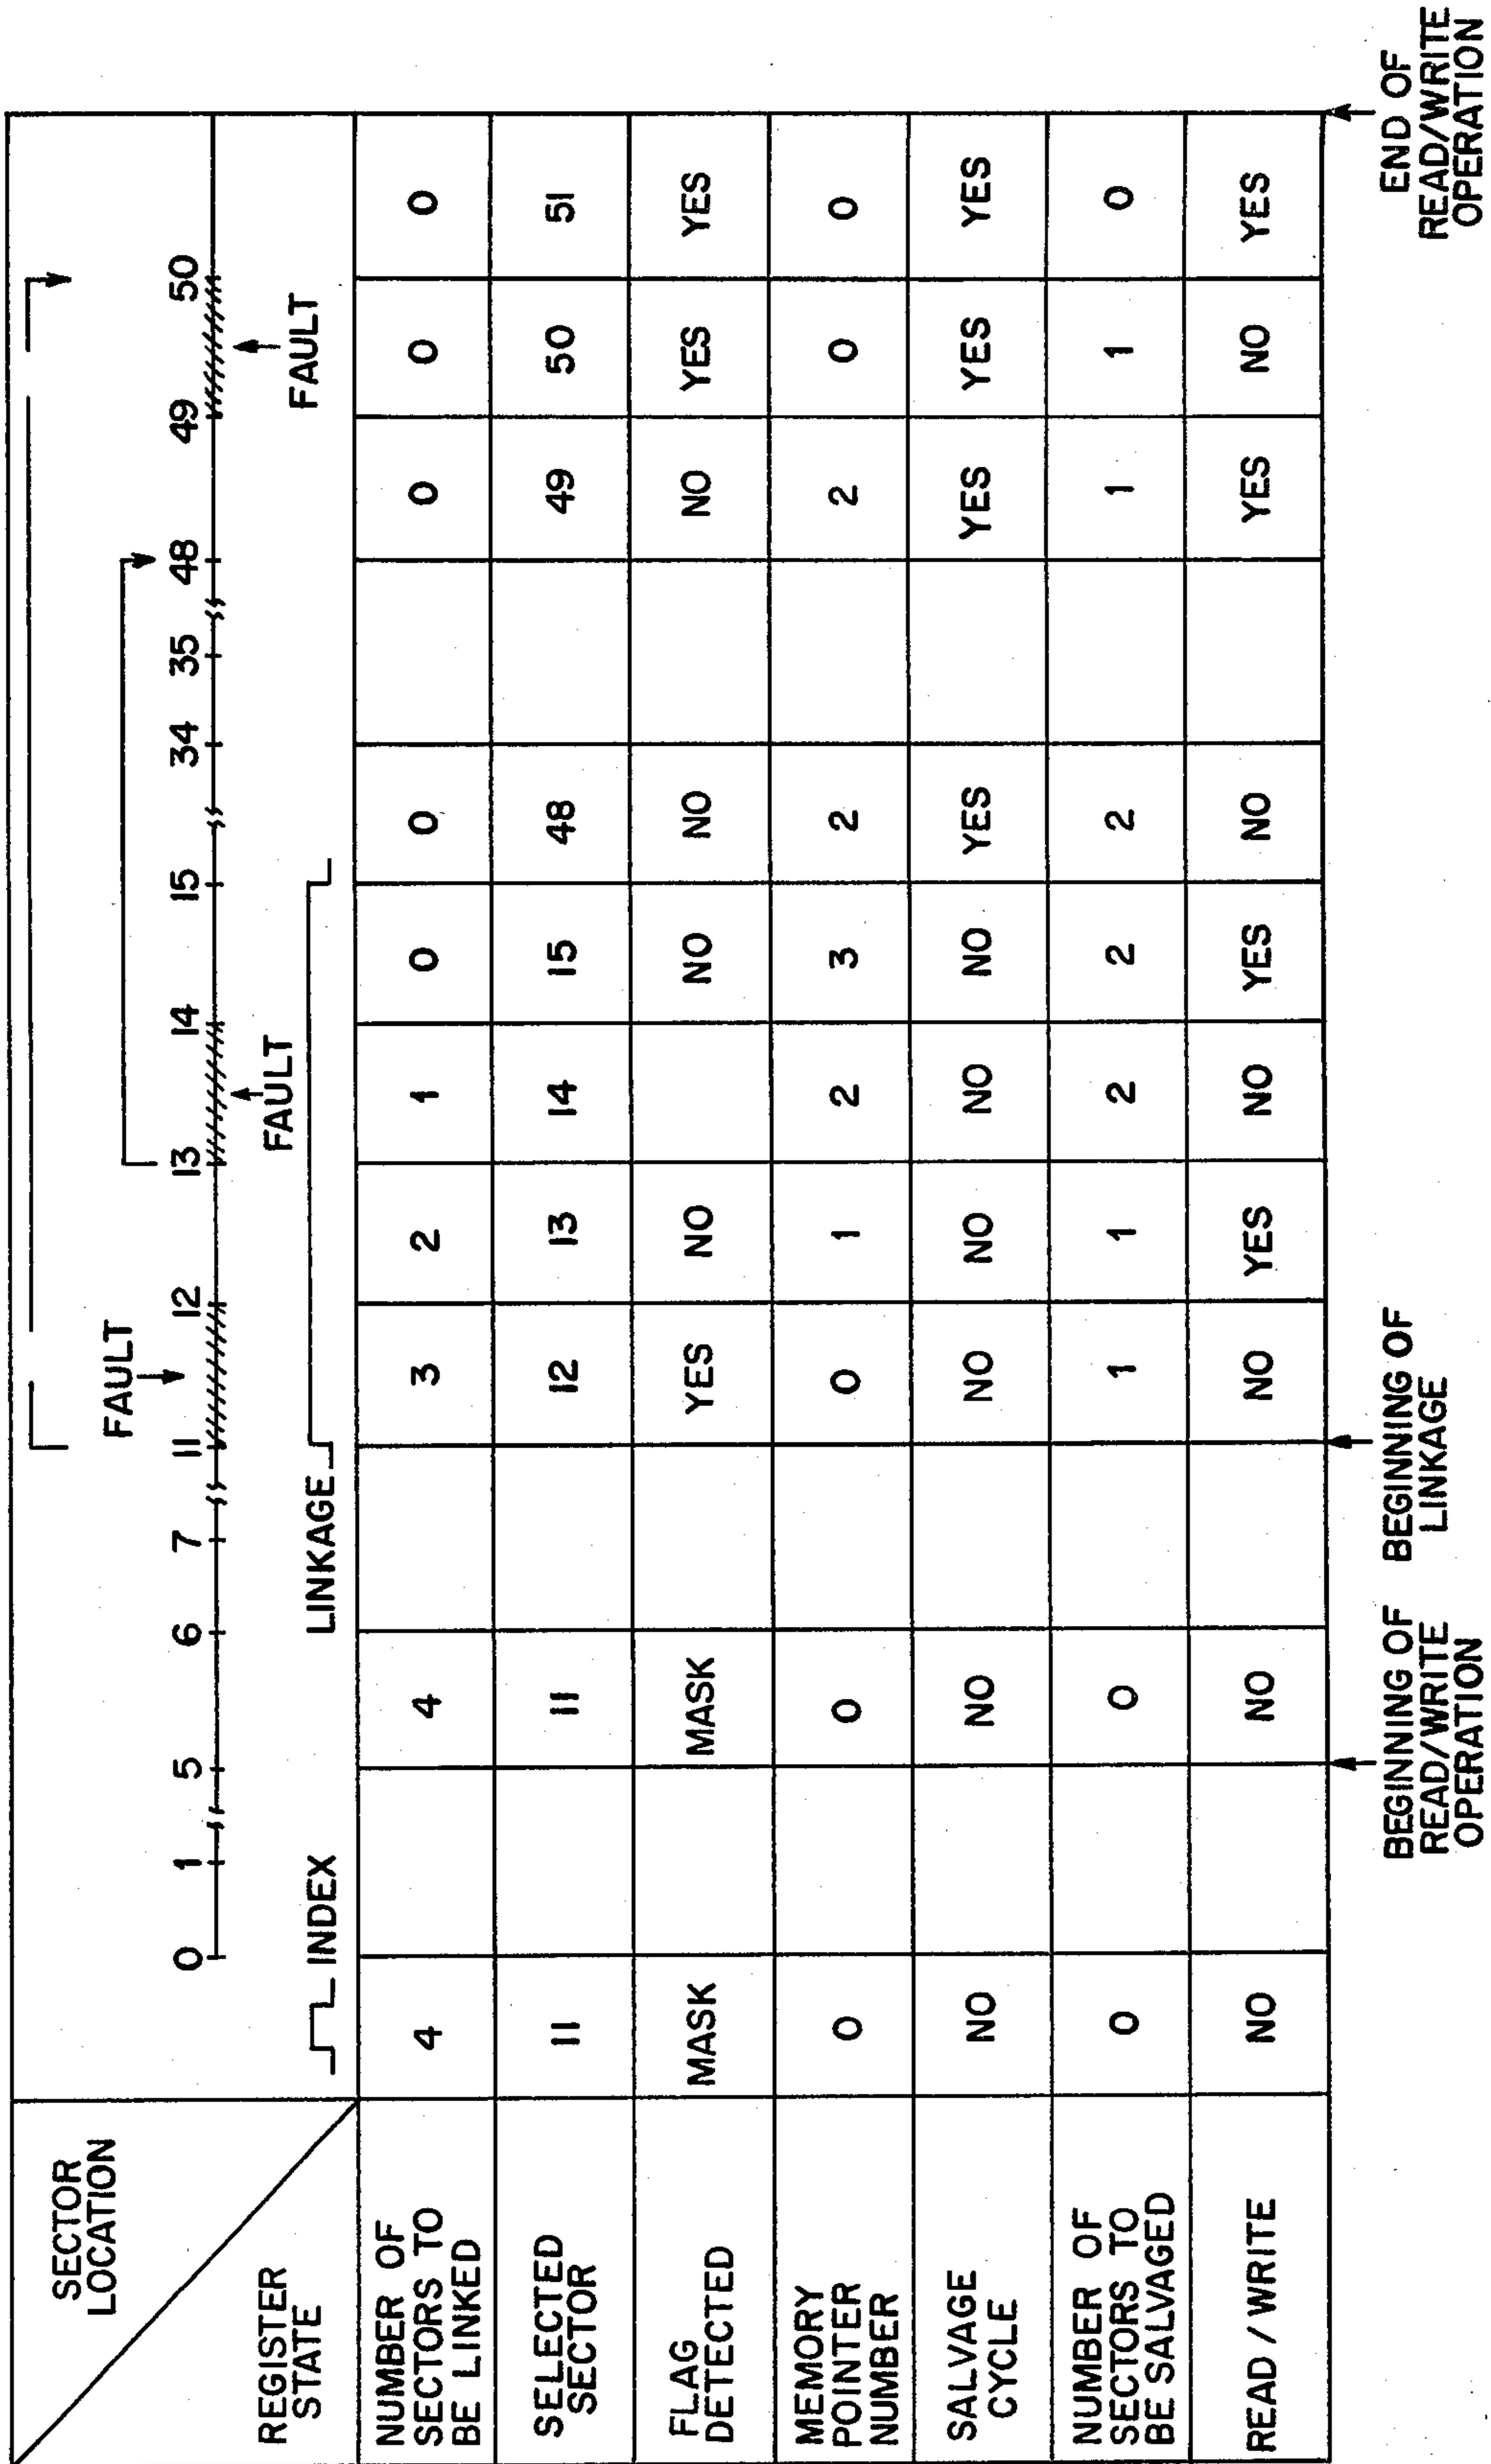 SECTOR
LOCATION
REGISTER
STATE
0 1 5 6 7 11 12 13 14 15 34 35 48 49 50
FAULT
FAULT
FAULT
INDEX
LINKAGE
NUMBER OF
SECTORS TO
BE LINKED
4 4 3 2 1 0 0 0 0 0
SELECTED
SECTOR
11 11 12 13 14 15 48 49 50 51
FLAG
DETECTED
MASK MASK YES NO NO NO NO YES YES
MEMORY
POINTER
NUMBER
0 0 0 1 2 3 2 2 0 0
SALVAGE
CYCLE
NO NO NO NO NO NO YES YES YES YES
NUMBER OF
SECTORS TO
BE SALVAGED
0 0 1 1 2 2 2 1 1 0
READ / WRITE
NO NO NO YES NO YES NO YES NO YES
BEGINNING OF
READ/WRITE
OPERATION
BEGINNING OF
LINKAGE
END OF
READ/WRITE
OPERATION